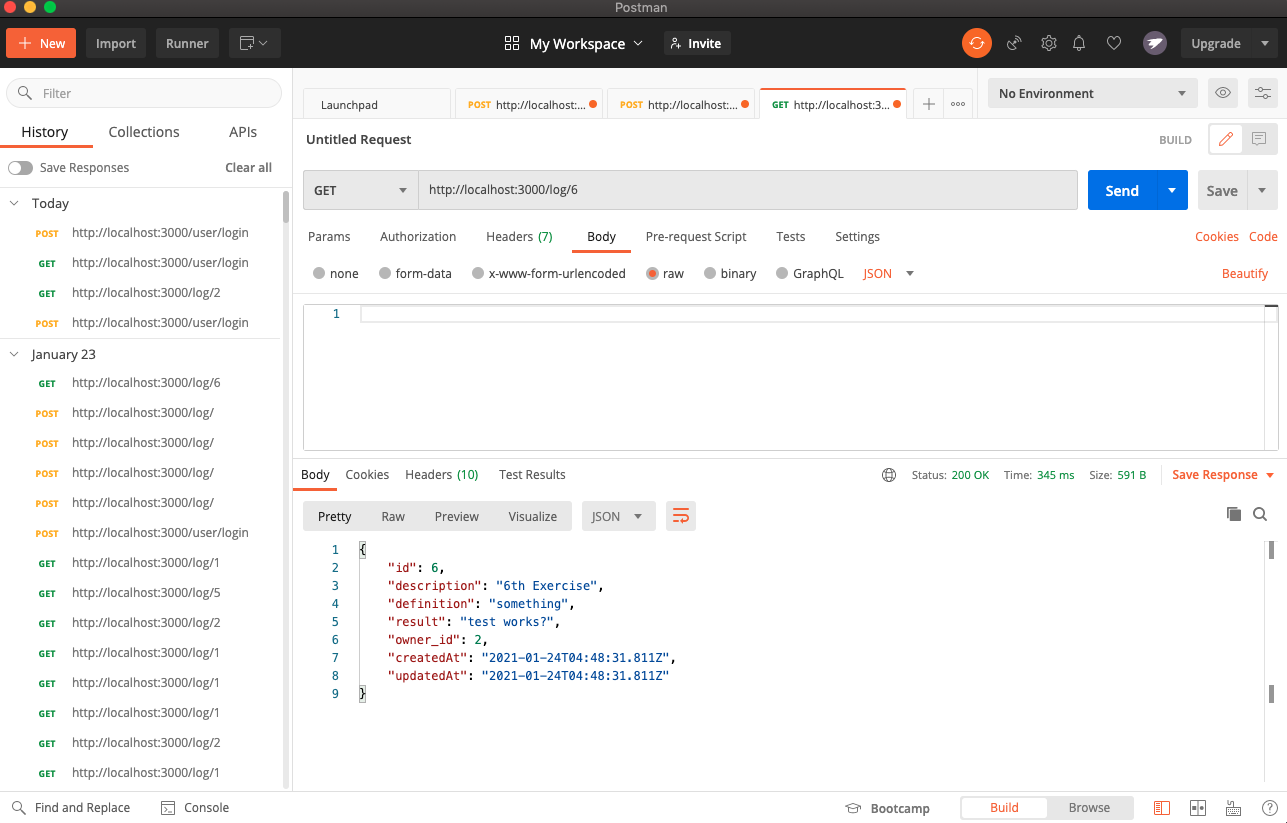 Postman
New Import Runner My Workspace Invite Upgrade
Filter
History Collections APIs
Save Responses Clear all
Today
POST http://localhost:3000/user/login
GET http://localhost:3000/user/login
GET http://localhost:3000/log/2
POST http://localhost:3000/user/login
January 23
GET http://localhost:3000/log/6
POST http://localhost:3000/log/
POST http://localhost:3000/log/
POST http://localhost:3000/log/
POST http://localhost:3000/log/
POST http://localhost:3000/user/login
GET http://localhost:3000/log/1
GET http://localhost:3000/log/5
GET http://localhost:3000/log/2
GET http://localhost:3000/log/1
GET http://localhost:3000/log/1
GET http://localhost:3000/log/1
GET http://localhost:3000/log/2
GET http://localhost:3000/log/1
Launchpad POST http://localhost:... POST http://localhost:... GET http://localhost:3... No Environment
Untitled Request BUILD
GET http://localhost:3000/log/6 Send Save
Params Authorization Headers (7) Body Pre-request Script Tests Settings Cookies Code
none form-data x-www-form-urlencoded raw binary GraphQL JSON Beautify
1
Body Cookies Headers (10) Test Results Status: 200 OK Time: 345 ms Size: 591 B Save Response
Pretty Raw Preview Visualize JSON
1 {
2 "id": 6,
3 "description": "6th Exercise",
4 "definition": "something",
5 "result": "test works?",
6 "owner_id": 2,
7 "createdAt": "2021-01-24T04:48:31.811Z",
8 "updatedAt": "2021-01-24T04:48:31.811Z"
9 }
Find and Replace Console Bootcamp Build Browse